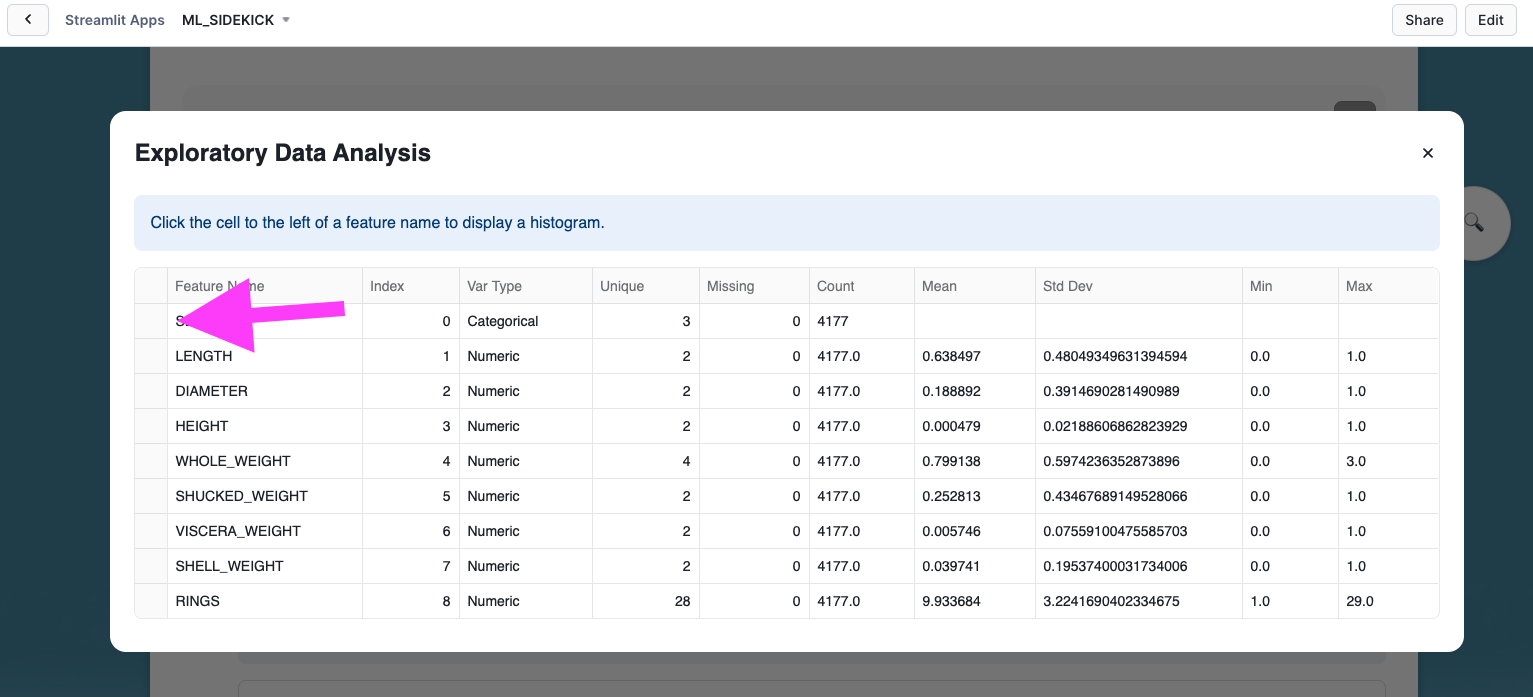 Streamlit Apps ML_SIDEKICK
Share Edit
Exploratory Data Analysis
Click the cell to the left of a feature name to display a histogram.
Feature Name Index Var Type Unique Missing Count Mean Std Dev Min Max
0 Categorical 3 0 4177
LENGTH 1 Numeric 2 0 4177.0 0.638497 0.48049349631394594 0.0 1.0
DIAMETER 2 Numeric 2 0 4177.0 0.188892 0.3914690281490989 0.0 1.0
HEIGHT 3 Numeric 2 0 4177.0 0.000479 0.02188606862823929 0.0 1.0
WHOLE_WEIGHT 4 Numeric 4 0 4177.0 0.799138 0.5974236352873896 0.0 3.0
SHUCKED_WEIGHT 5 Numeric 2 0 4177.0 0.252813 0.43467689149528066 0.0 1.0
VISCERA_WEIGHT 6 Numeric 2 0 4177.0 0.005746 0.07559100475585703 0.0 1.0
SHELL_WEIGHT 7 Numeric 2 0 4177.0 0.039741 0.19537400031734006 0.0 1.0
RINGS 8 Numeric 28 0 4177.0 9.933684 3.2241690402334675 1.0 29.0